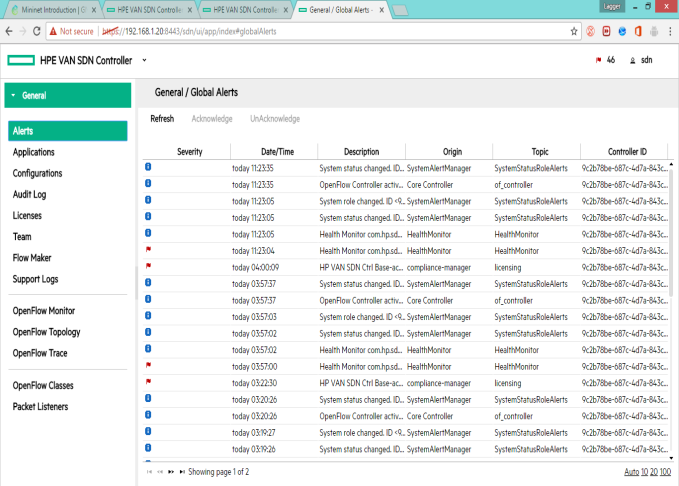 Mininet Introduction | G
HPE VAN SDN Controlle
HPE VAN SDN Controlle
General / Global Alerts -
Lagger
Not secure | https://192.168.1.20:8443/sdn/ui/app/index#globalAlerts
HPE VAN SDN Controller
46
sdn
General
General / Global Alerts
Refresh Acknowledge UnAcknowledge
Alerts
Applications
Configurations
Audit Log
Licenses
Team
Flow Maker
Support Logs
OpenFlow Monitor
OpenFlow Topology
OpenFlow Trace
OpenFlow Classes
Packet Listeners
Severity Date/Time Description Origin Topic Controller ID
today 11:23:35 System status changed. ID... SystemAlertManager SystemStatusRoleAlerts 9c2b78be-687c-4d7a-843c...
today 11:23:35 OpenFlow Controller activ... Core Controller of_controller 9c2b78be-687c-4d7a-843c...
today 11:23:05 System role changed. ID <9... SystemAlertManager SystemStatusRoleAlerts 9c2b78be-687c-4d7a-843c...
today 11:23:05 System status changed. ID... SystemAlertManager SystemStatusRoleAlerts 9c2b78be-687c-4d7a-843c...
today 11:23:05 Health Monitor com.hp.sd... HealthMonitor HealthMonitor 9c2b78be-687c-4d7a-843c...
today 11:23:04 Health Monitor com.hp.sd... HealthMonitor HealthMonitor 9c2b78be-687c-4d7a-843c...
today 04:00:09 HP VAN SDN Ctrl Base-ac... compliance-manager licensing 9c2b78be-687c-4d7a-843c...
today 03:57:37 System status changed. ID... SystemAlertManager SystemStatusRoleAlerts 9c2b78be-687c-4d7a-843c...
today 03:57:37 OpenFlow Controller activ... Core Controller of_controller 9c2b78be-687c-4d7a-843c...
today 03:57:03 System role changed. ID <9... SystemAlertManager SystemStatusRoleAlerts 9c2b78be-687c-4d7a-843c...
today 03:57:02 System status changed. ID... SystemAlertManager SystemStatusRoleAlerts 9c2b78be-687c-4d7a-843c...
today 03:57:02 Health Monitor com.hp.sd... HealthMonitor HealthMonitor 9c2b78be-687c-4d7a-843c...
today 03:57:00 Health Monitor com.hp.sd... HealthMonitor HealthMonitor 9c2b78be-687c-4d7a-843c...
today 03:22:30 HP VAN SDN Ctrl Base-ac... compliance-manager licensing 9c2b78be-687c-4d7a-843c...
today 03:20:26 System status changed. ID... SystemAlertManager SystemStatusRoleAlerts 9c2b78be-687c-4d7a-843c...
today 03:20:26 OpenFlow Controller activ... Core Controller of_controller 9c2b78be-687c-4d7a-843c...
today 03:19:27 System role changed. ID <9... SystemAlertManager SystemStatusRoleAlerts 9c2b78be-687c-4d7a-843c...
today 03:19:26 System status changed. ID... SystemAlertManager SystemStatusRoleAlerts 9c2b78be-687c-4d7a-843c...
Showing page 1 of 2
Auto 10 20 100